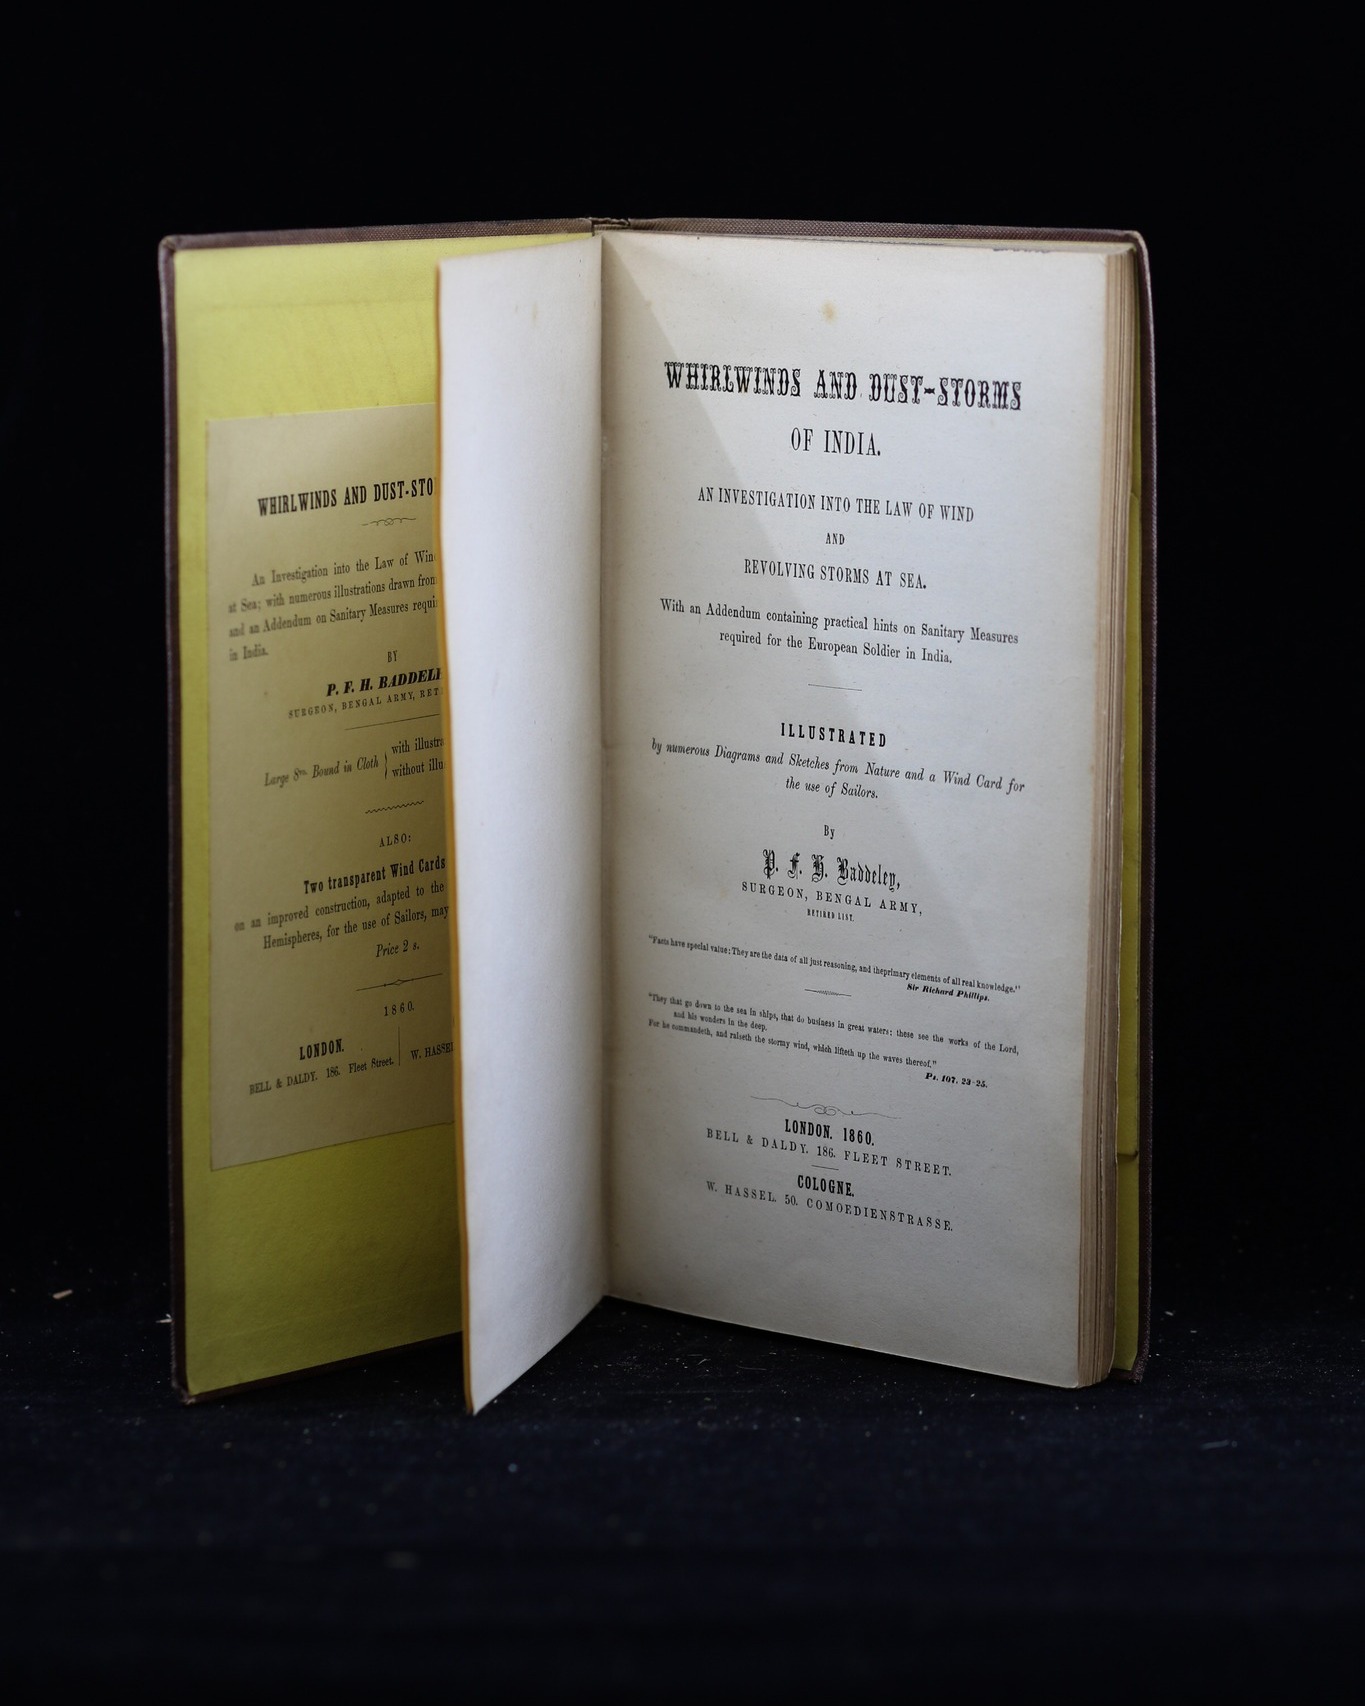 WHIRLWINDS AND DUST-STO
An Investigation into the Law of Win
at Sea; with numerous illustrations drawn from
and an Addendum on Sanitary Measures requi
in India.
BY
P. F. H. BADDELE
SURGEON, BENGAL ARMY, RET
Large 8vo. Bound in Cloth
with illustra
without illu
ALSO:
Two transparent Wind Cards
on an improved construction, adapted to the
Hemispheres, for the use of Sailors, may
Price 2 s.
1860.
LONDON.
BELL & DALDY. 186. Fleet Street.
W. HASSEL
WHIRLWINDS AND DUST-STORMS
OF INDIA.
AN INVESTIGATION INTO THE LAW OF WIND
AND
REVOLVING STORMS AT SEA.
With an Addendum containing practical hints on Sanitary Measures
required for the European Soldier in India.
ILLUSTRATED
by numerous Diagrams and Sketches from Nature and a Wind Card for
the use of Sailors.
By
P. F. H. Baddeley,
SURGEON, BENGAL ARMY,
RETIRED LIST.
"Facts have special value: They are the data of all just reasoning, and theprimary elements of all real knowledge."
Sir Richard Phillips.
"They that go down to the sea in ships, that do business in great waters: these see the works of the Lord,
and his wonders in the deep.
For he commandeth, and raiseth the stormy wind, which lifteth up the waves thereof."
Ps. 107. 23-25.
LONDON. 1860.
BELL & DALDY. 186. FLEET STREET.
COLOGNE.
W. HASSEL. 50. COMOEDIENSTRASSE.